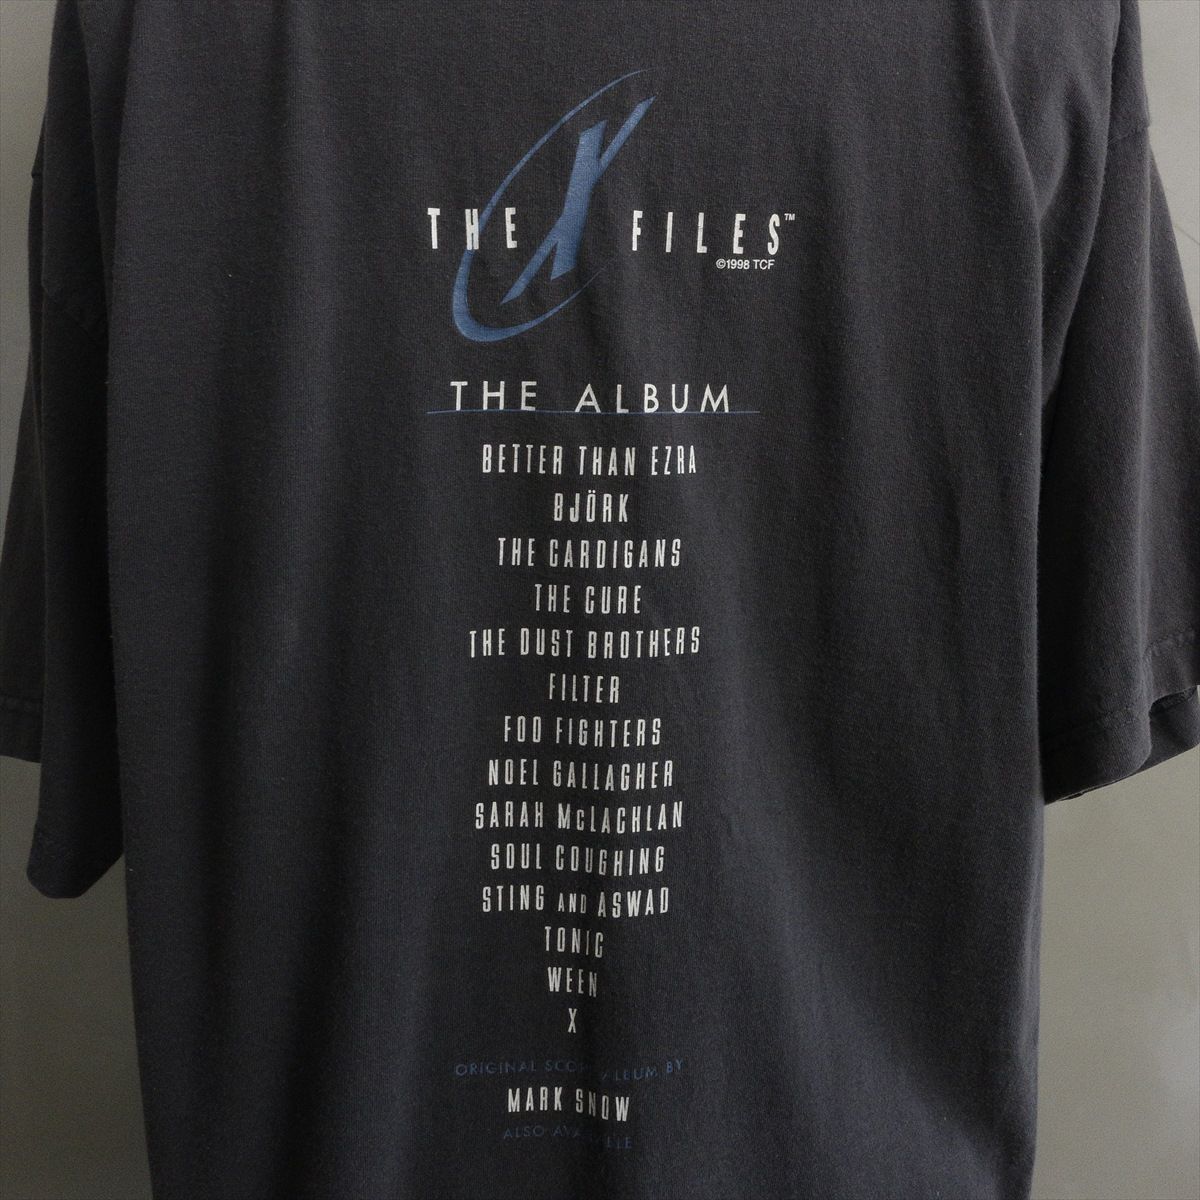 THE X FILES™
©1998 TCF
THE ALBUM
BETTER THAN EZRA
BJÖRK
THE CARDIGANS
THE CURE
THE DUST BROTHERS
FILTER
FOO FIGHTERS
NOEL GALLAGHER
SARAH McLACHLAN
SOUL COUGHING
STING AND ASWAD
TONIC
WEEN
X
ORIGINAL SCORE ALBUM BY
MARK SNOW
ALSO AVAILABLE